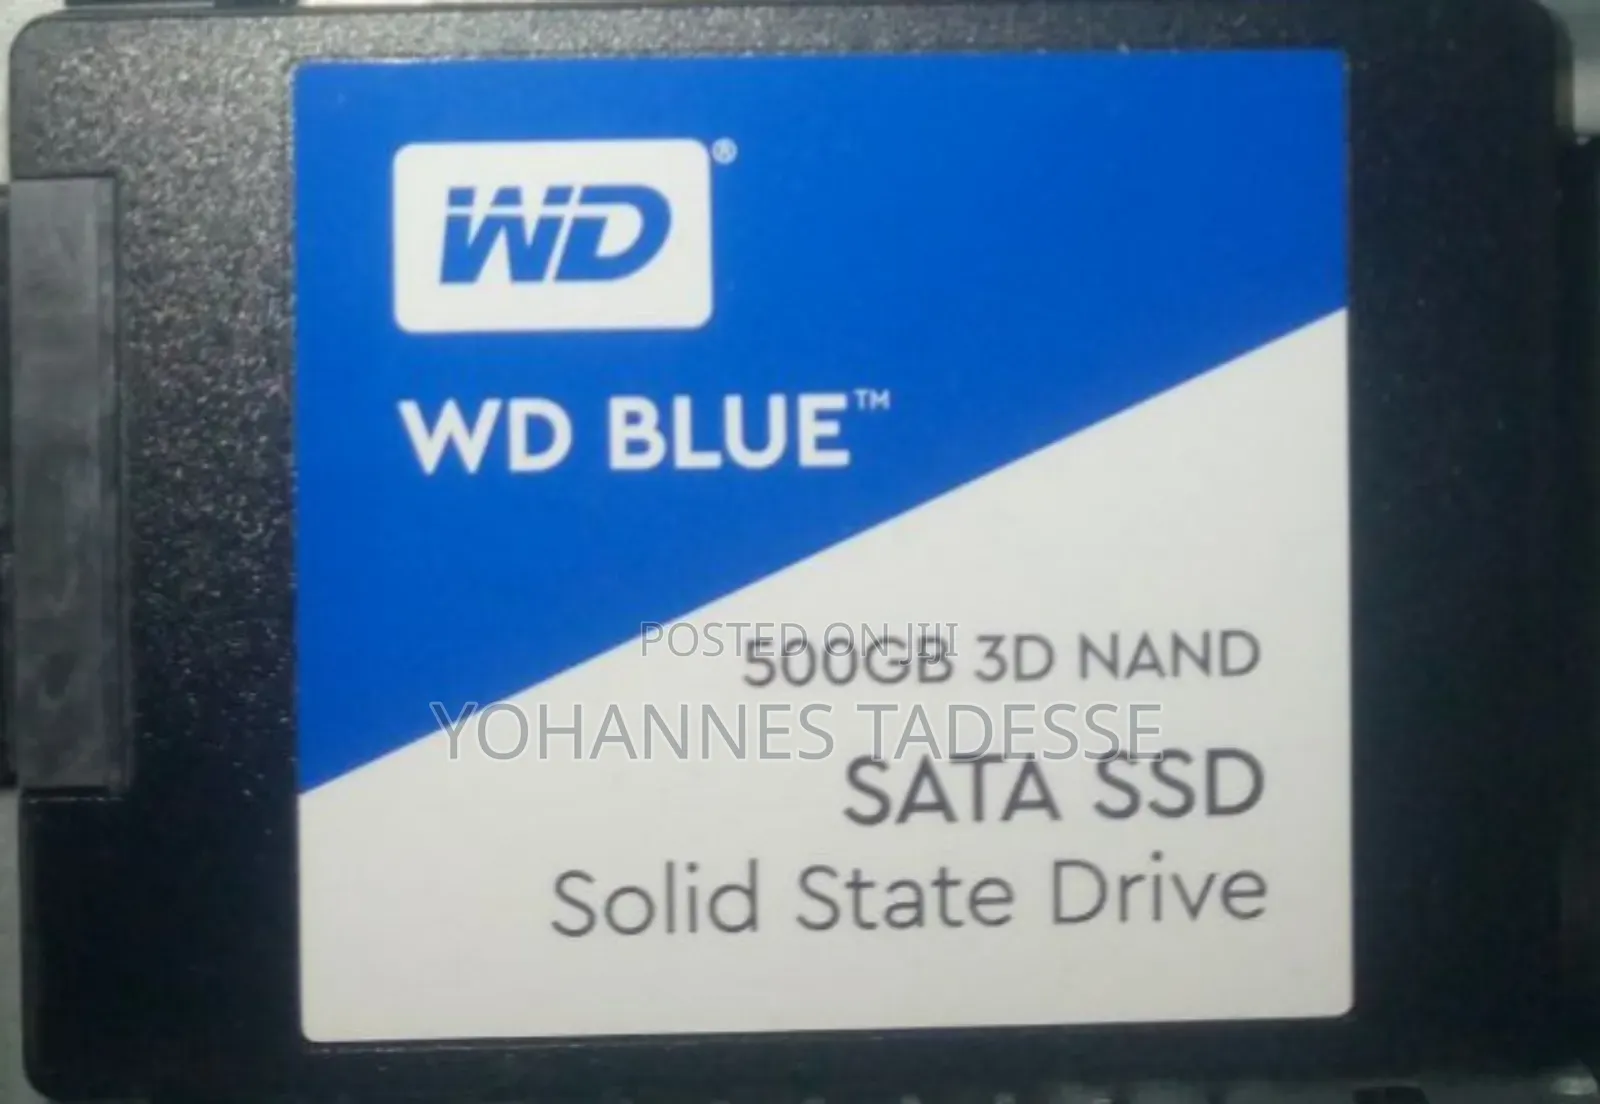 WD®
WD BLUE™
POSTED ON JIJI
500GB 3D NAND
YOHANNES TADESSE
SATA SSD
Solid State Drive